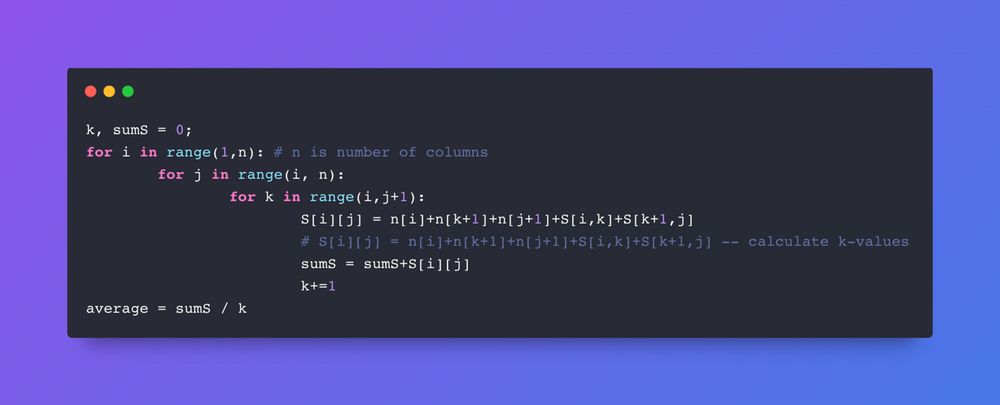 k, sumS = 0;
for i in range(1,n): # n is number of columns
for j in range(i, n):
for k in range(i,j+1):
S[i][j] = n[i]+n[k+1]+n[j+1]+S[i,k]+S[k+1,j]
# S[i][j] = n[i]+n[k+1]+n[j+1]+S[i,k]+S[k+1,j] -- calculate k-values
sumS = sumS+S[i][j]
k+=1
average = sumS / k